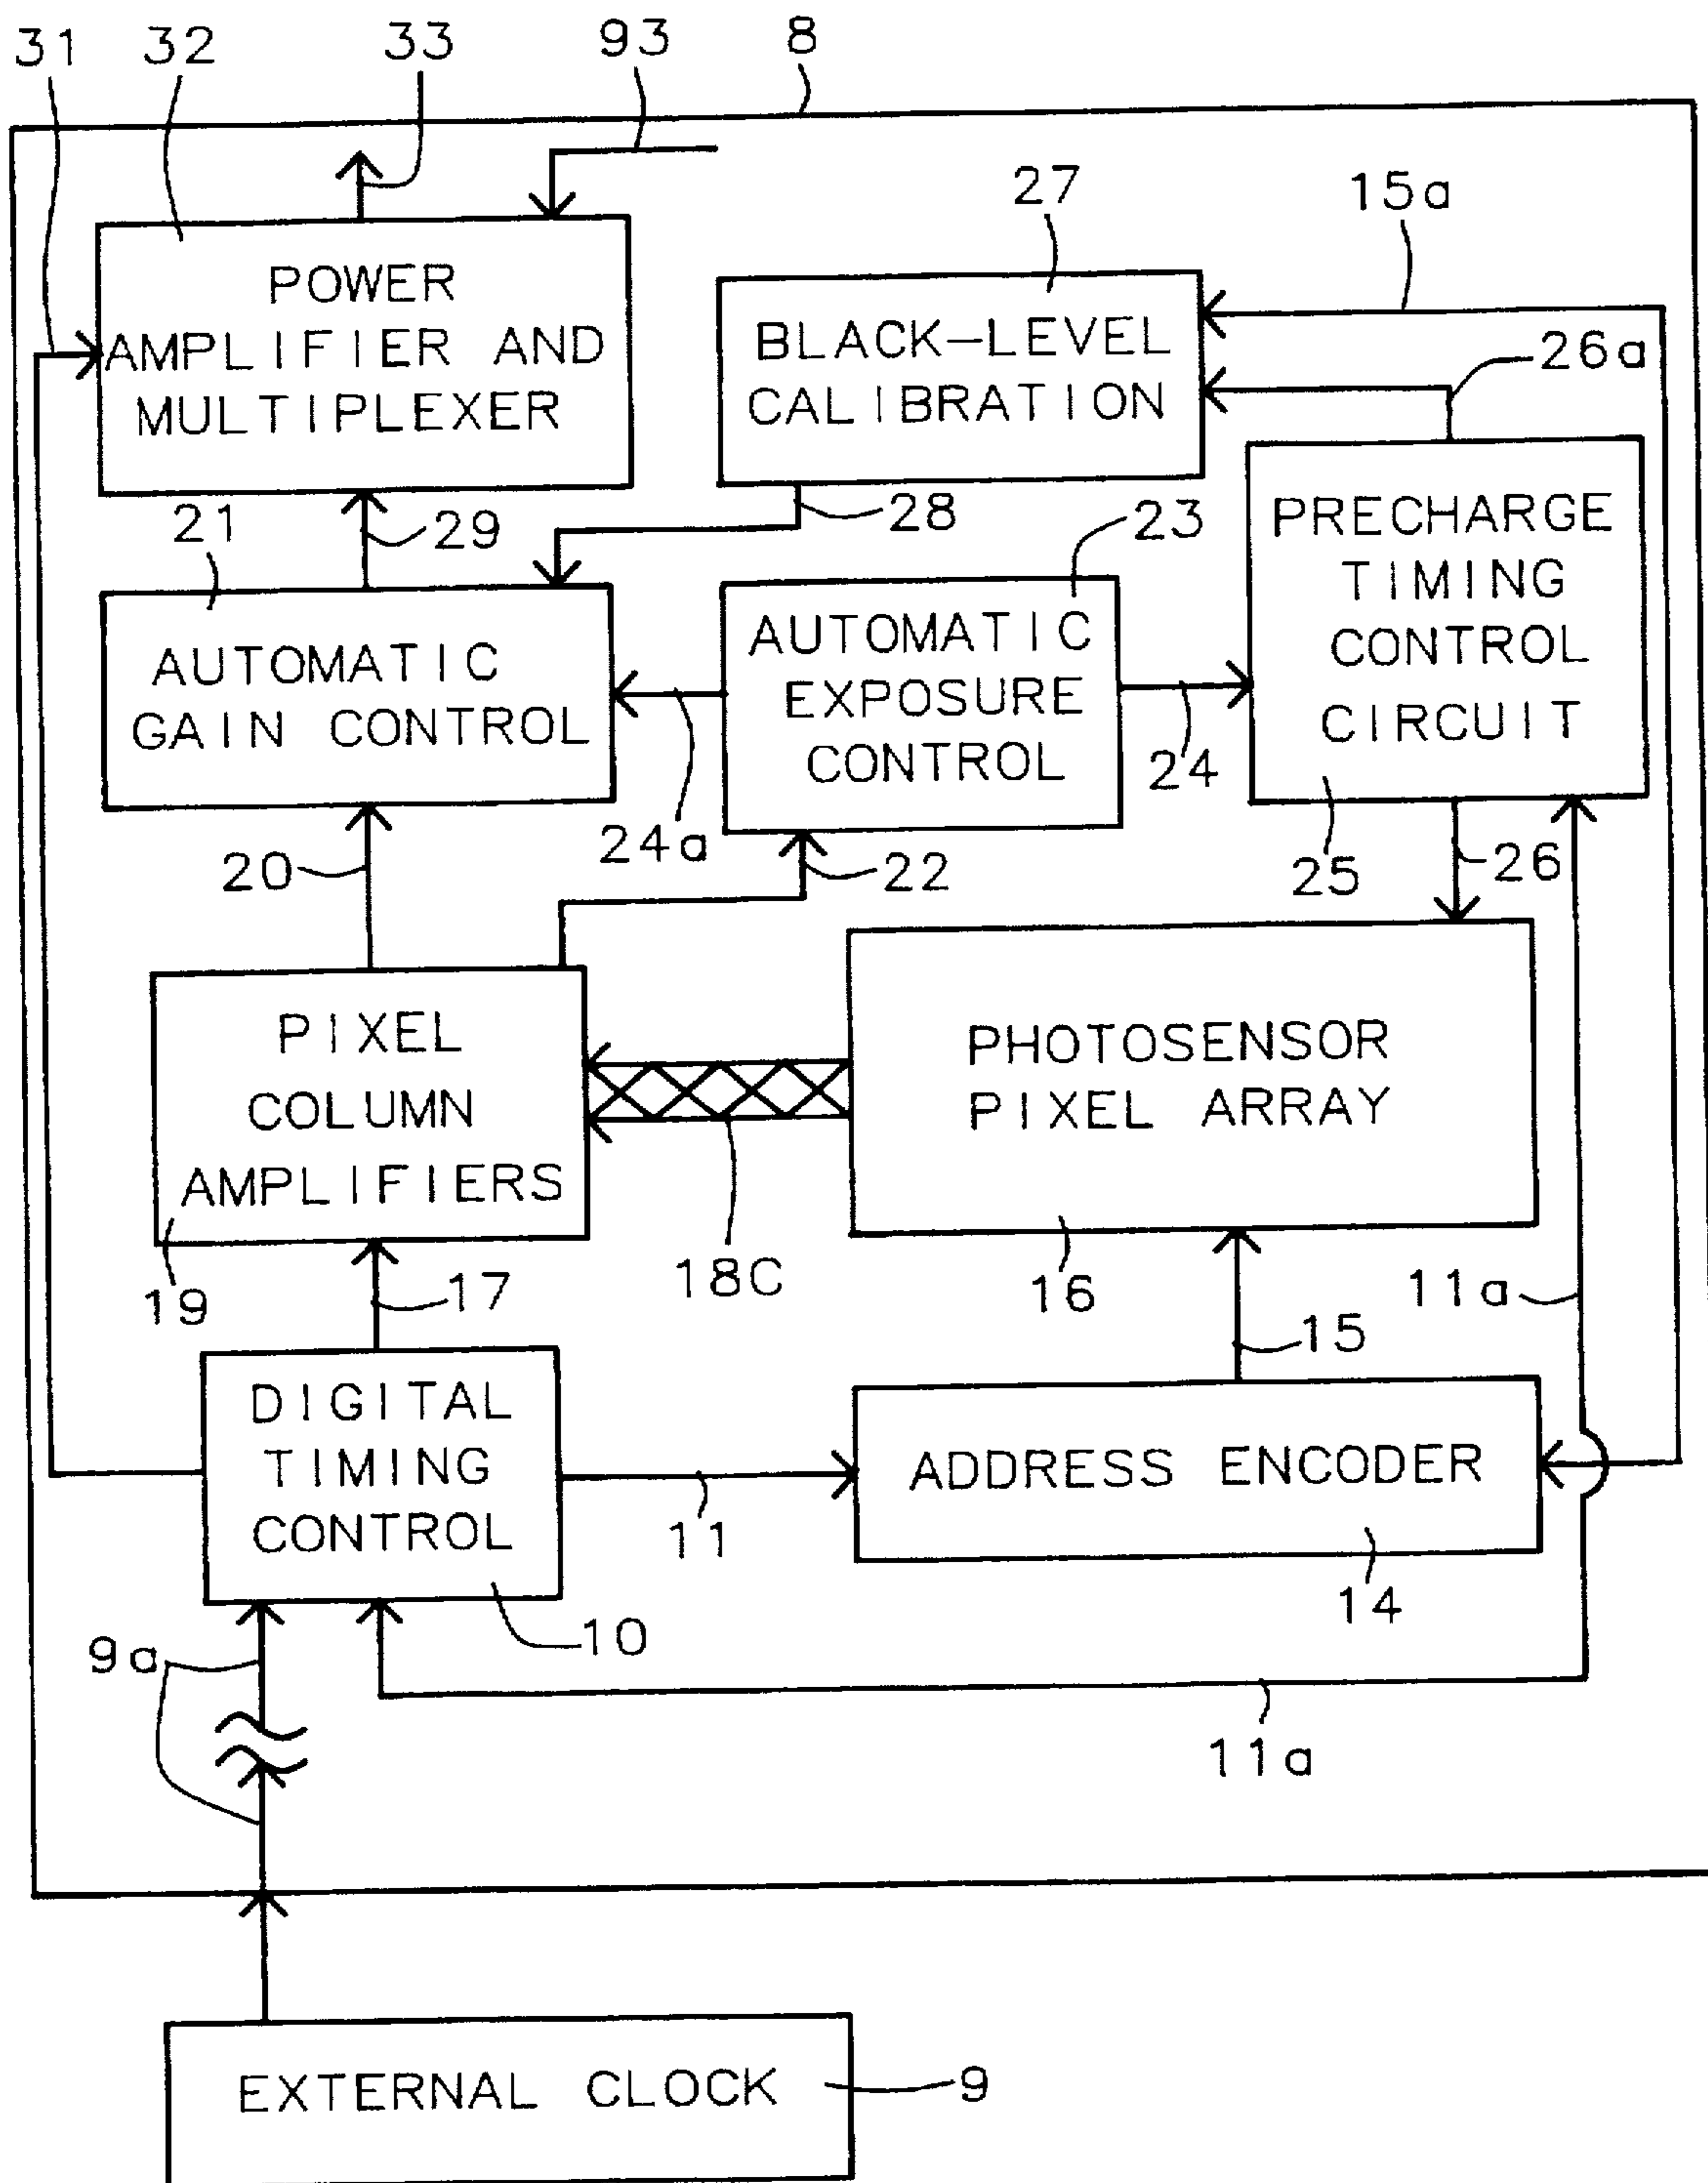 31
32
33
93
8
POWER
AMPLIFIER AND
MULTIPLEXER
27
15a
BLACK-LEVEL
CALIBRATION
26a
21
29
28
23
PRECHARGE
TIMING
CONTROL
CIRCUIT
AUTOMATIC
GAIN CONTROL
AUTOMATIC
EXPOSURE
CONTROL
24
24a
20
22
25
26
PIXEL
COLUMN
AMPLIFIERS
PHOTOSENSOR
PIXEL ARRAY
19
17
18C
16
11a
15
DIGITAL
TIMING
CONTROL
ADDRESS ENCODER
11
14
10
9a
11a
EXTERNAL CLOCK
9